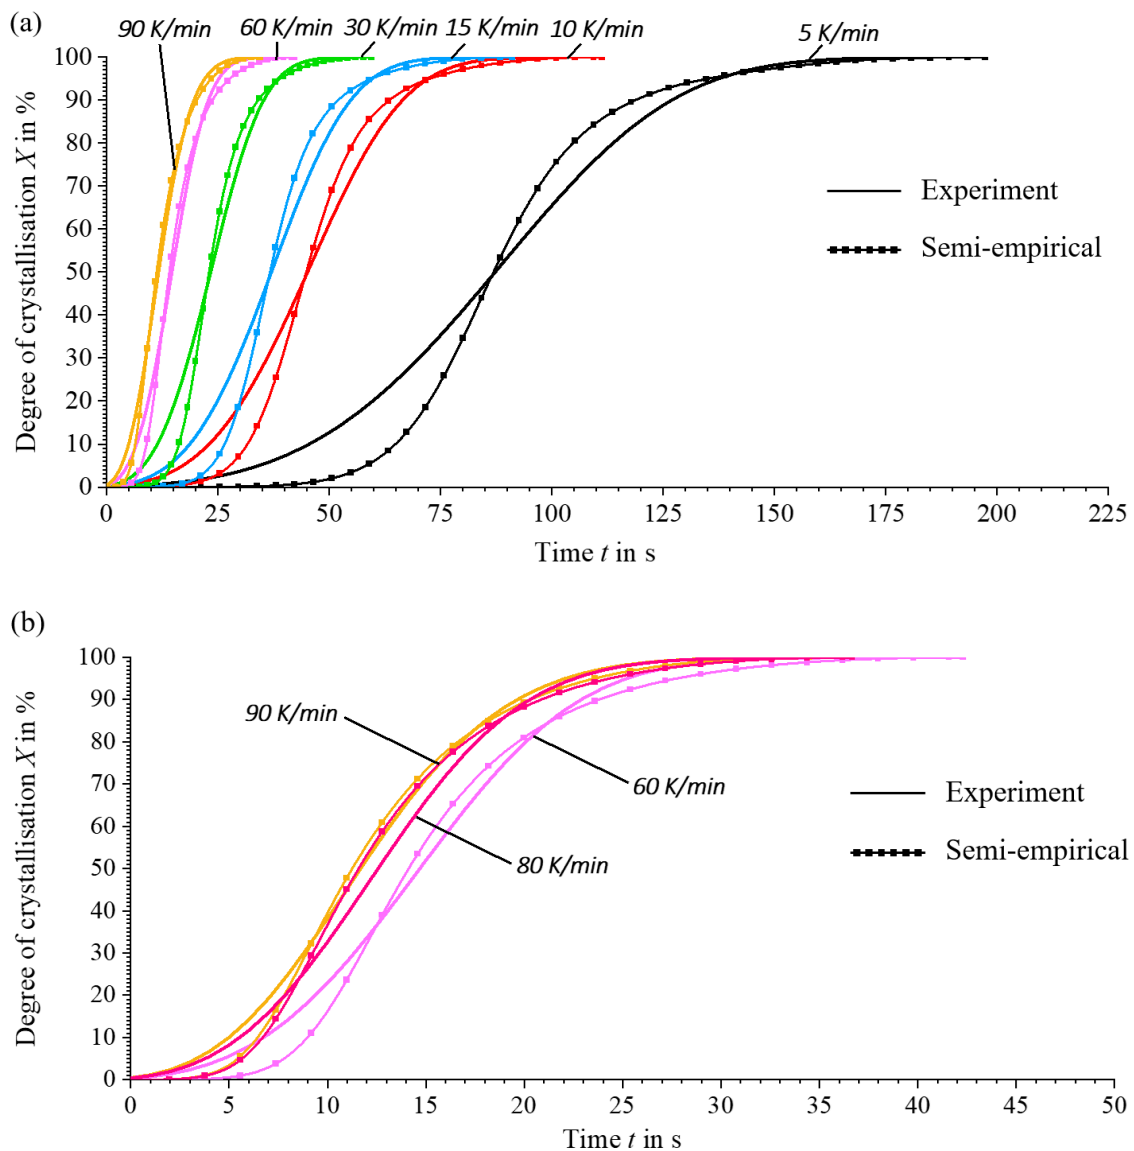 (a)
90 K/min
60 K/min
30 K/min
15 K/min
10 K/min
5 K/min
Degree of crystallisation X in %
100
90
80
70
60
50
40
30
20
10
0
Experiment
Semi-empirical
0 25 50 75 100 125 150 175 200 225
Time t in s
(b)
Degree of crystallisation X in %
100
90
80
70
60
50
40
30
20
10
0
90 K/min
60 K/min
80 K/min
Experiment
Semi-empirical
0 5 10 15 20 25 30 35 40 45 50
Time t in s